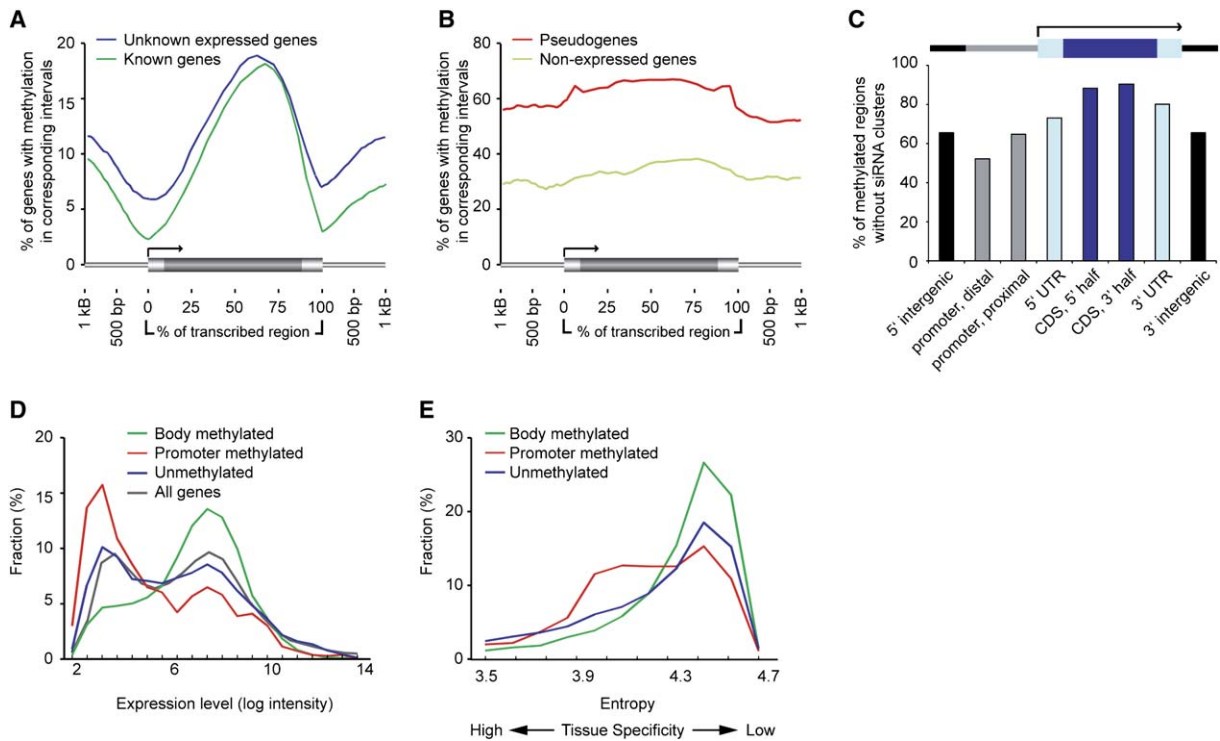 A
% of genes with methylation
in corresponding intervals
20
15
10
5
0
Unknown expressed genes
Known genes
1 kB
500 bp
0
25
50
75
100
500 bp
1 kB
% of transcribed region
B
% of genes with methylation
in corresponding intervals
80
60
40
20
0
Pseudogenes
Non-expressed genes
1 kB
500 bp
0
25
50
75
100
500 bp
1 kB
% of transcribed region
C
% of methylated regions
without siRNA clusters
100
80
60
40
20
0
5' intergenic
promoter, distal
promoter, proximal
5' UTR
CDS, 5' half
CDS, 3' half
3' UTR
3' intergenic
D
Fraction (%)
20
15
10
5
0
Body methylated
Promoter methylated
Unmethylated
All genes
2
6
10
14
Expression level (log intensity)
E
Fraction (%)
30
20
10
0
Body methylated
Promoter methylated
Unmethylated
3.5
3.9
4.3
4.7
Entropy
High Tissue Specificity Low